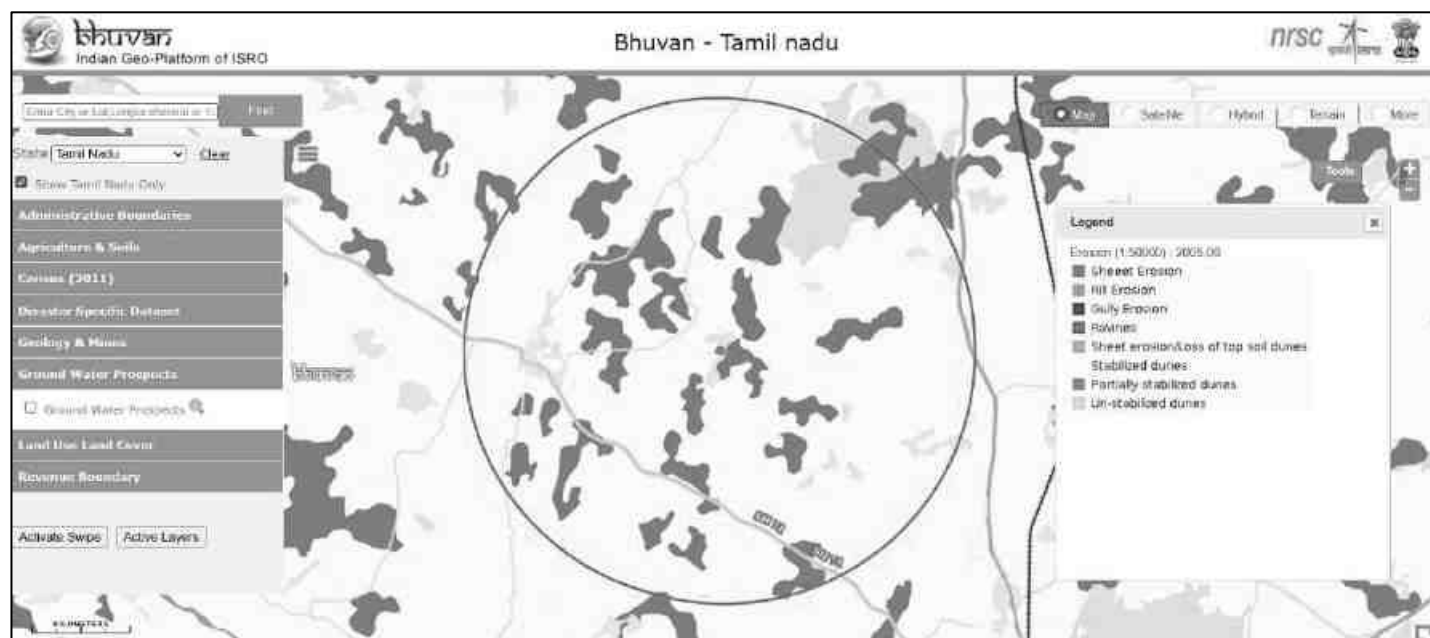 bhuvan
Indian Geo-Platform of ISRO
Bhuvan - Tamil nadu
nrsc
Find
State Tamil Nadu
Clear
Show Tamil Nadu Only
Administrative Boundaries
Agriculture & Soils
Census (2011)
Disaster Specific Dataset
Geology & Mines
Ground Water Prospects
Ground Water Prospects
Land Use Land Cover
Revenue Boundary
Activate Swipe
Active Layers
Map
Satellite
Hybrid
Terrain
More
Tools
+
-
Legend
x
Erosion (1:50000) : 2005-06
Sheeet Erosion
Rill Erosion
Gully Erosion
Ravines
Sheet erosion/Loss of top soil dunes
Stabilized dunes
Partially stabilized dunes
Un-stabilized dunes